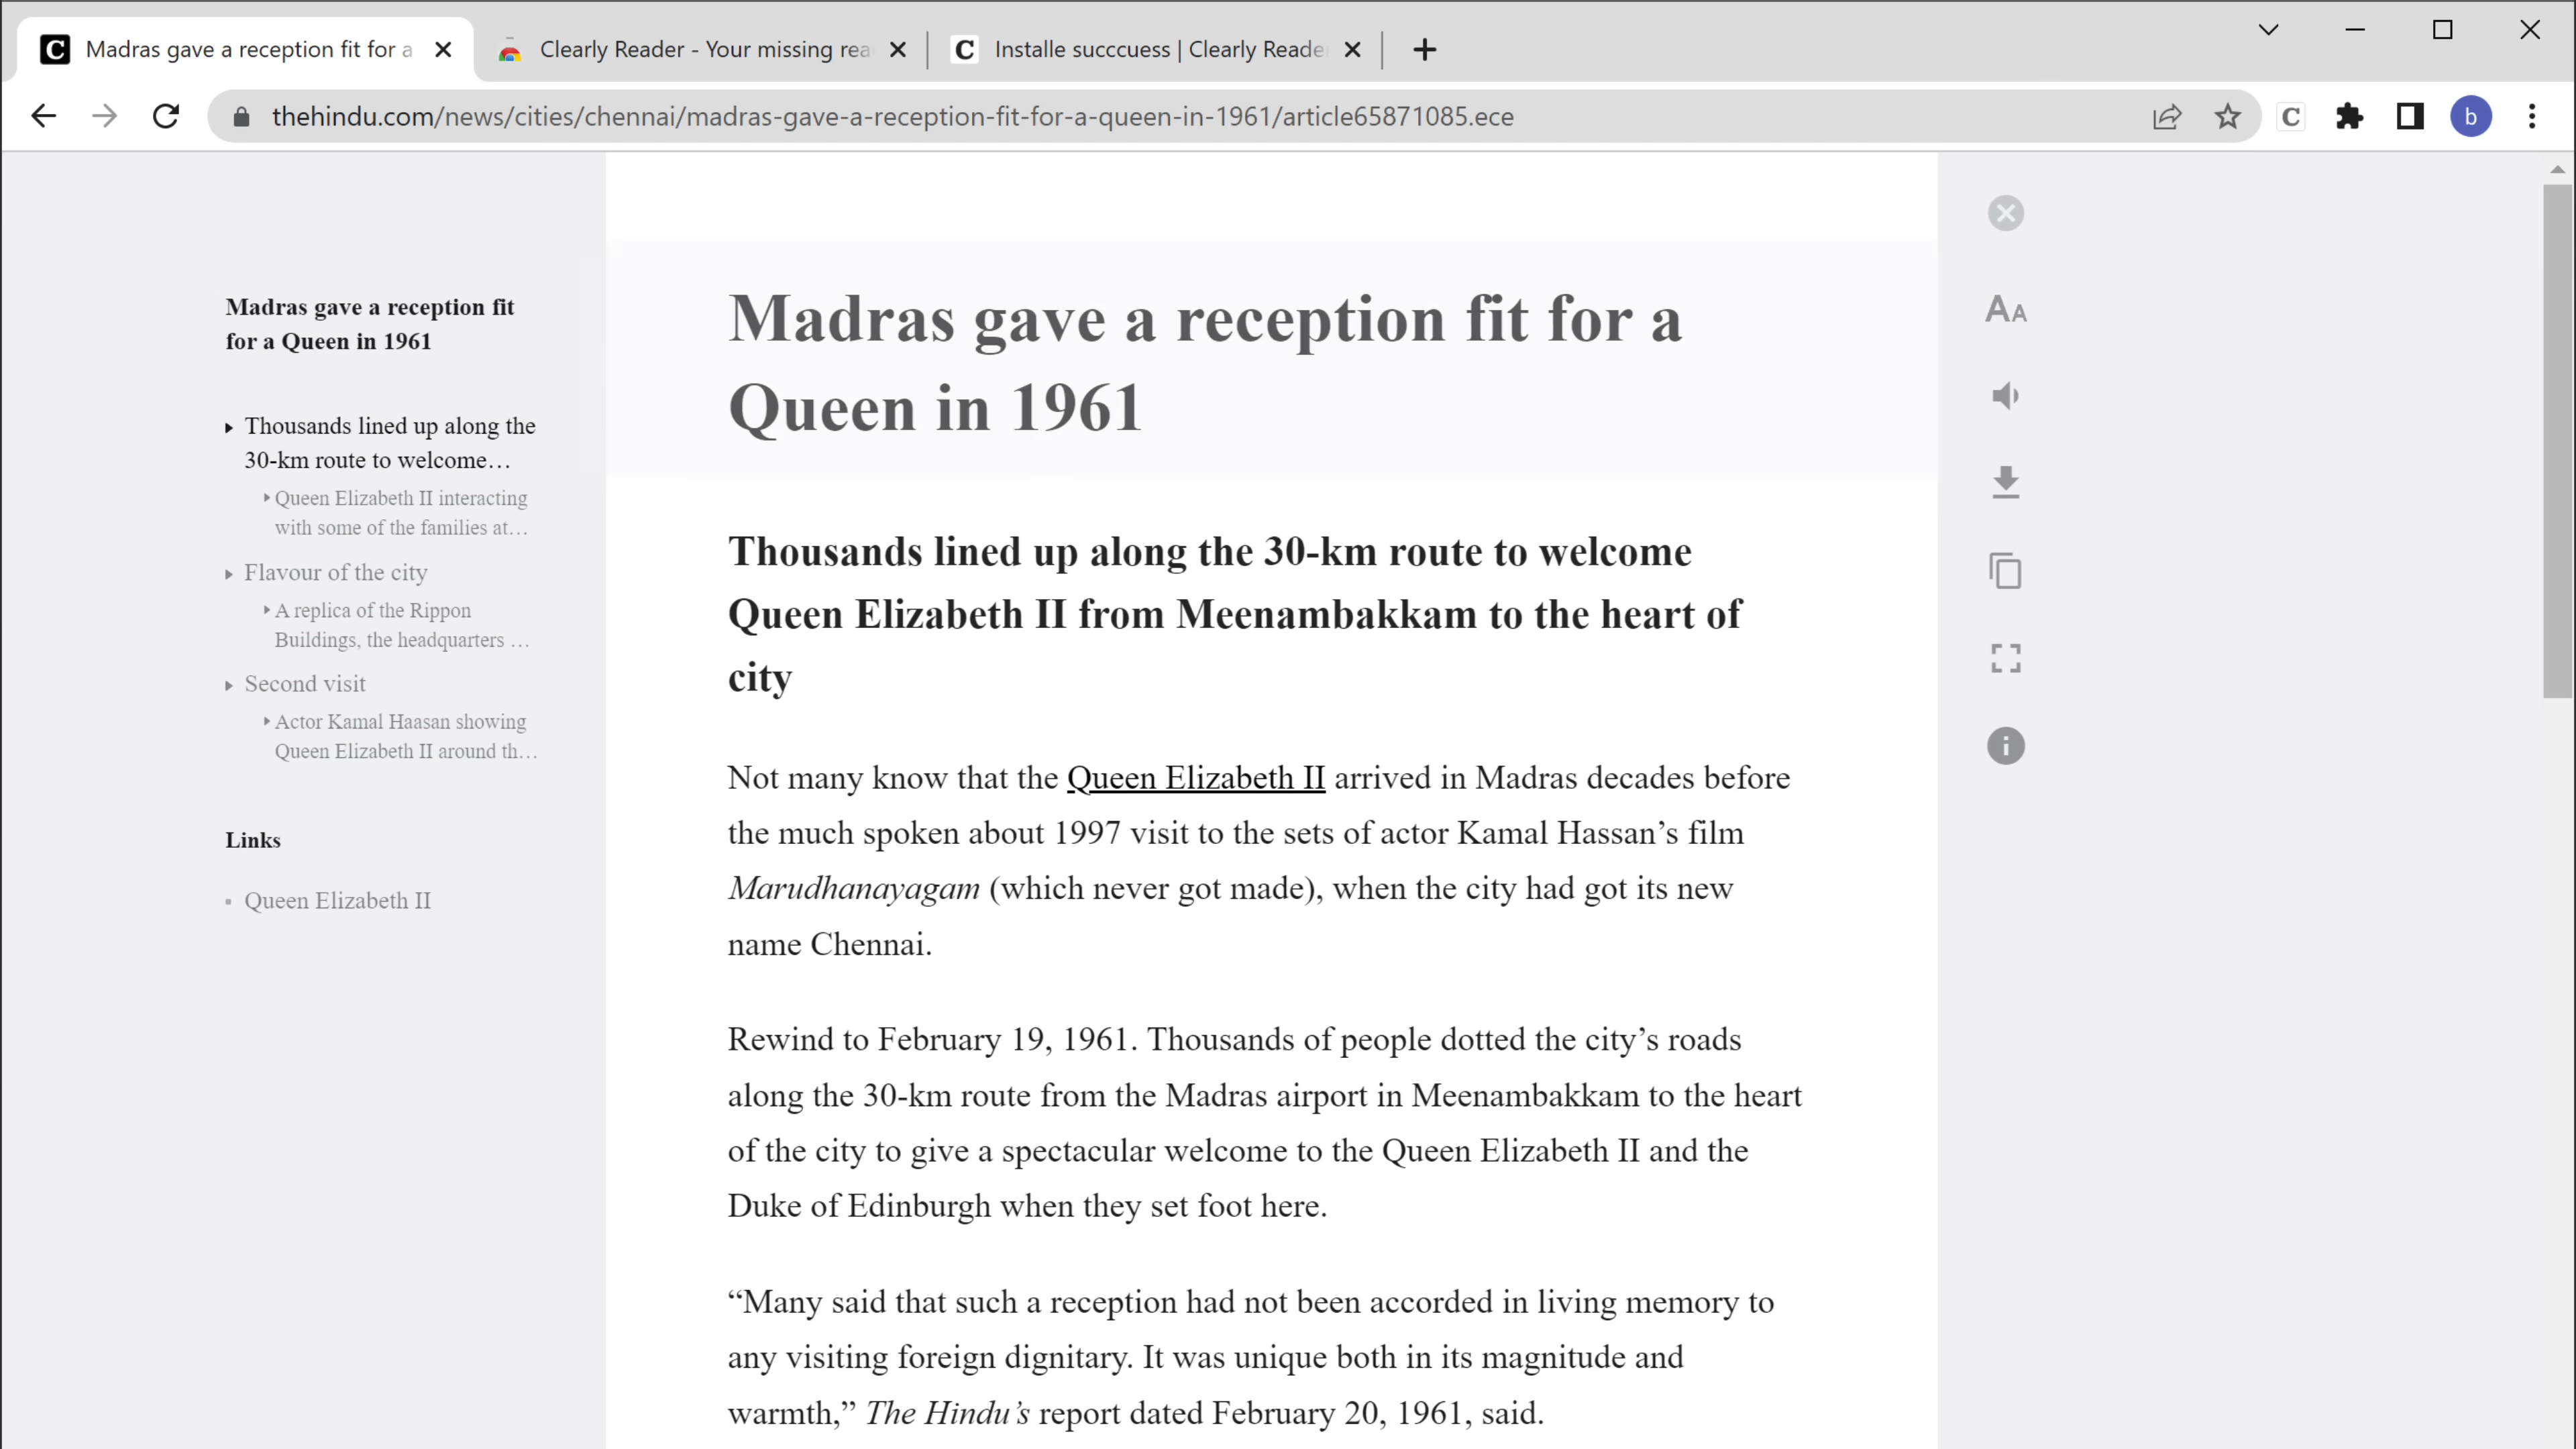 Madras gave a reception fit for a
Clearly Reader - Your missing rea
Installe succcuess | Clearly Reade
thehindu.com/news/cities/chennai/madras-gave-a-reception-fit-for-a-queen-in-1961/article65871085.ece
C
b
Madras gave a reception fit
for a Queen in 1961
Thousands lined up along the
30-km route to welcome…
Queen Elizabeth II interacting
with some of the families at…
Flavour of the city
A replica of the Rippon
Buildings, the headquarters …
Second visit
Actor Kamal Haasan showing
Queen Elizabeth II around th…
Links
Queen Elizabeth II
Madras gave a reception fit for a
Queen in 1961
Thousands lined up along the 30-km route to welcome
Queen Elizabeth II from Meenambakkam to the heart of
city
Not many know that the Queen Elizabeth II arrived in Madras decades before
the much spoken about 1997 visit to the sets of actor Kamal Hassan’s film
Marudhanayagam (which never got made), when the city had got its new
name Chennai.
Rewind to February 19, 1961. Thousands of people dotted the city’s roads
along the 30-km route from the Madras airport in Meenambakkam to the heart
of the city to give a spectacular welcome to the Queen Elizabeth II and the
Duke of Edinburgh when they set foot here.
“Many said that such a reception had not been accorded in living memory to
any visiting foreign dignitary. It was unique both in its magnitude and
warmth,” The Hindu’s report dated February 20, 1961, said.
AA